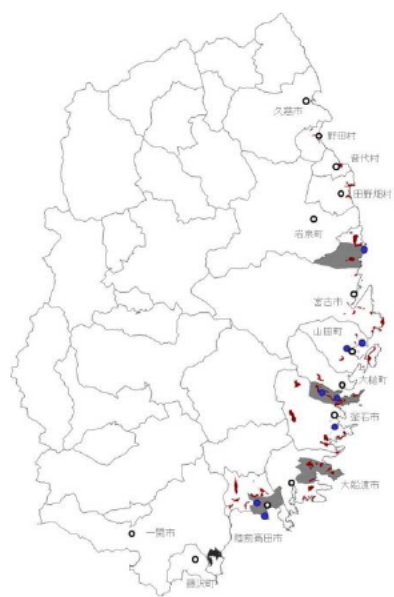 久慈市
野田村
普代村
田野畑村
岩泉町
宮古市
山田町
大槌町
釜石市
大船渡市
陸前高田市
一関市
藤沢町